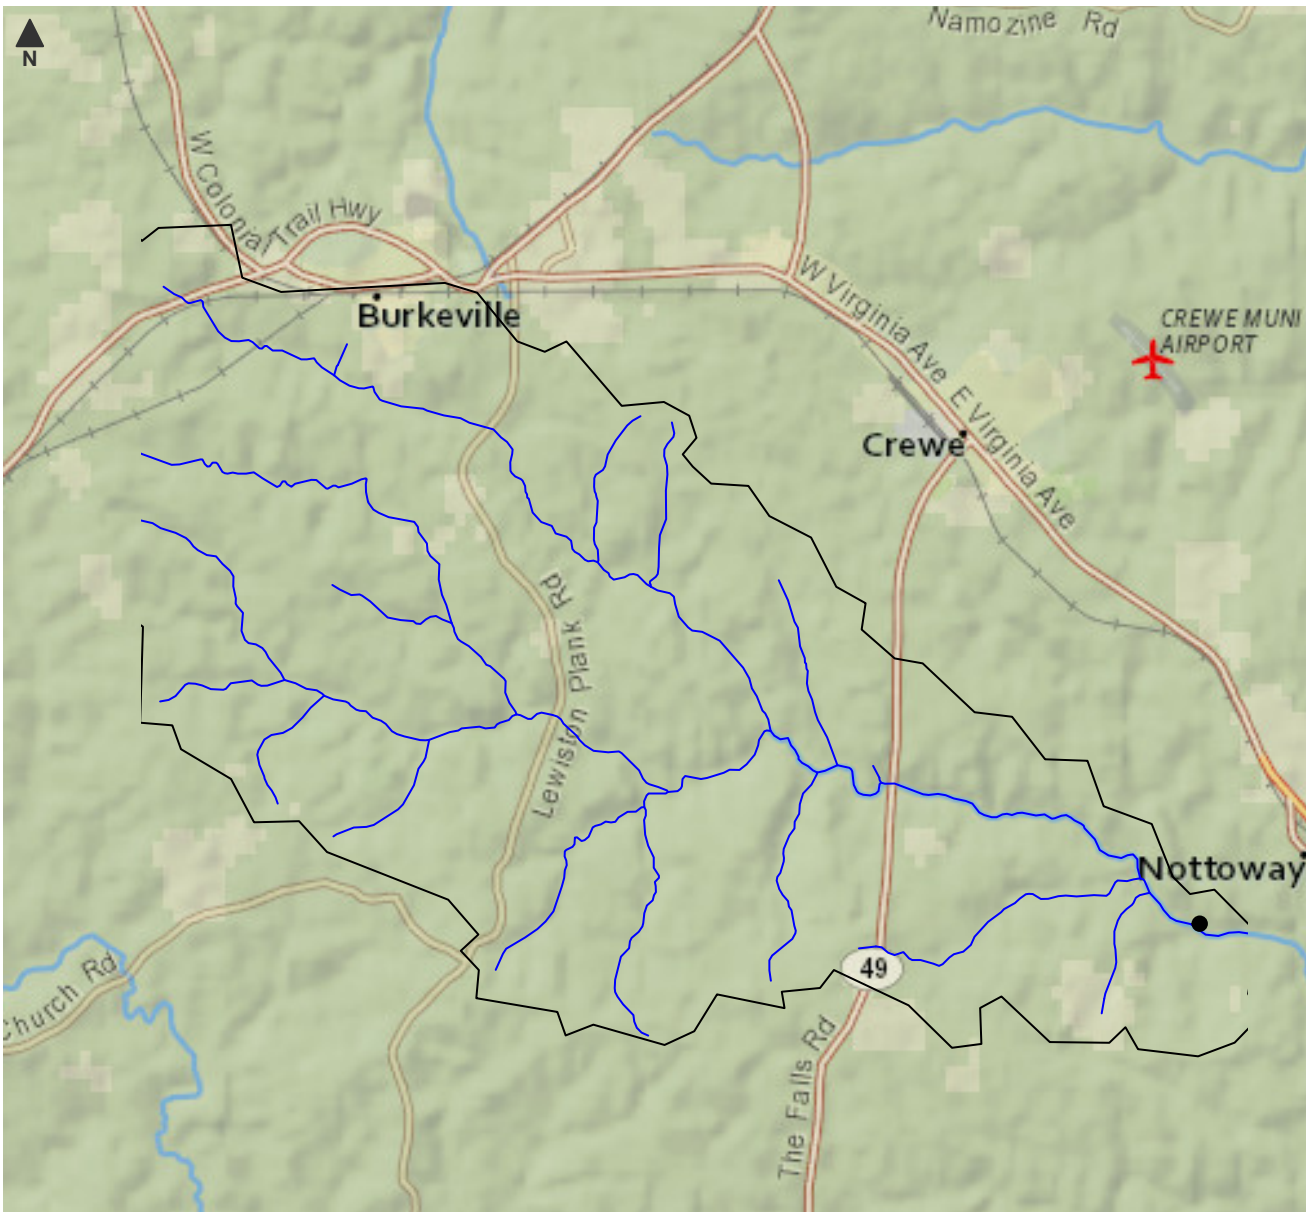 Namozine Rd
N
W Colonial Trail Hwy
Burkeville
W Virginia Ave
E Virginia Ave
CREWE MUNI
AIRPORT
Crewe
Lewiston Plank Rd
Nottoway
49
Church Rd
The Falls Rd